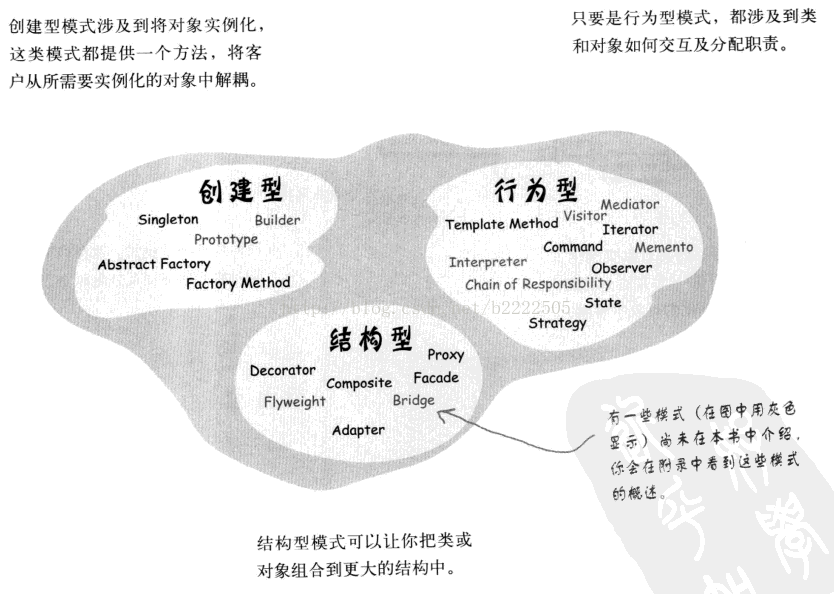 创建型模式涉及到将对象实例化，
这类模式都提供一个方法，将客
户从所需要实例化的对象中解耦。
只要是行为型模式，都涉及到类
和对象如何交互及分配职责。
创建型
Singleton
Builder
Prototype
Abstract Factory
Factory Method
行为型
Mediator
Visitor
Template Method
Iterator
Command
Memento
Interpreter
Observer
Chain of Responsibility
State
Strategy
结构型
Proxy
Decorator
Facade
Composite
Flyweight
Bridge
Adapter
有一些模式（在图中用灰色
显示）尚未在本书中介绍，
你会在附录中看到这些模式
的概述。
结构型模式可以让你把类或
对象组合到更大的结构中。